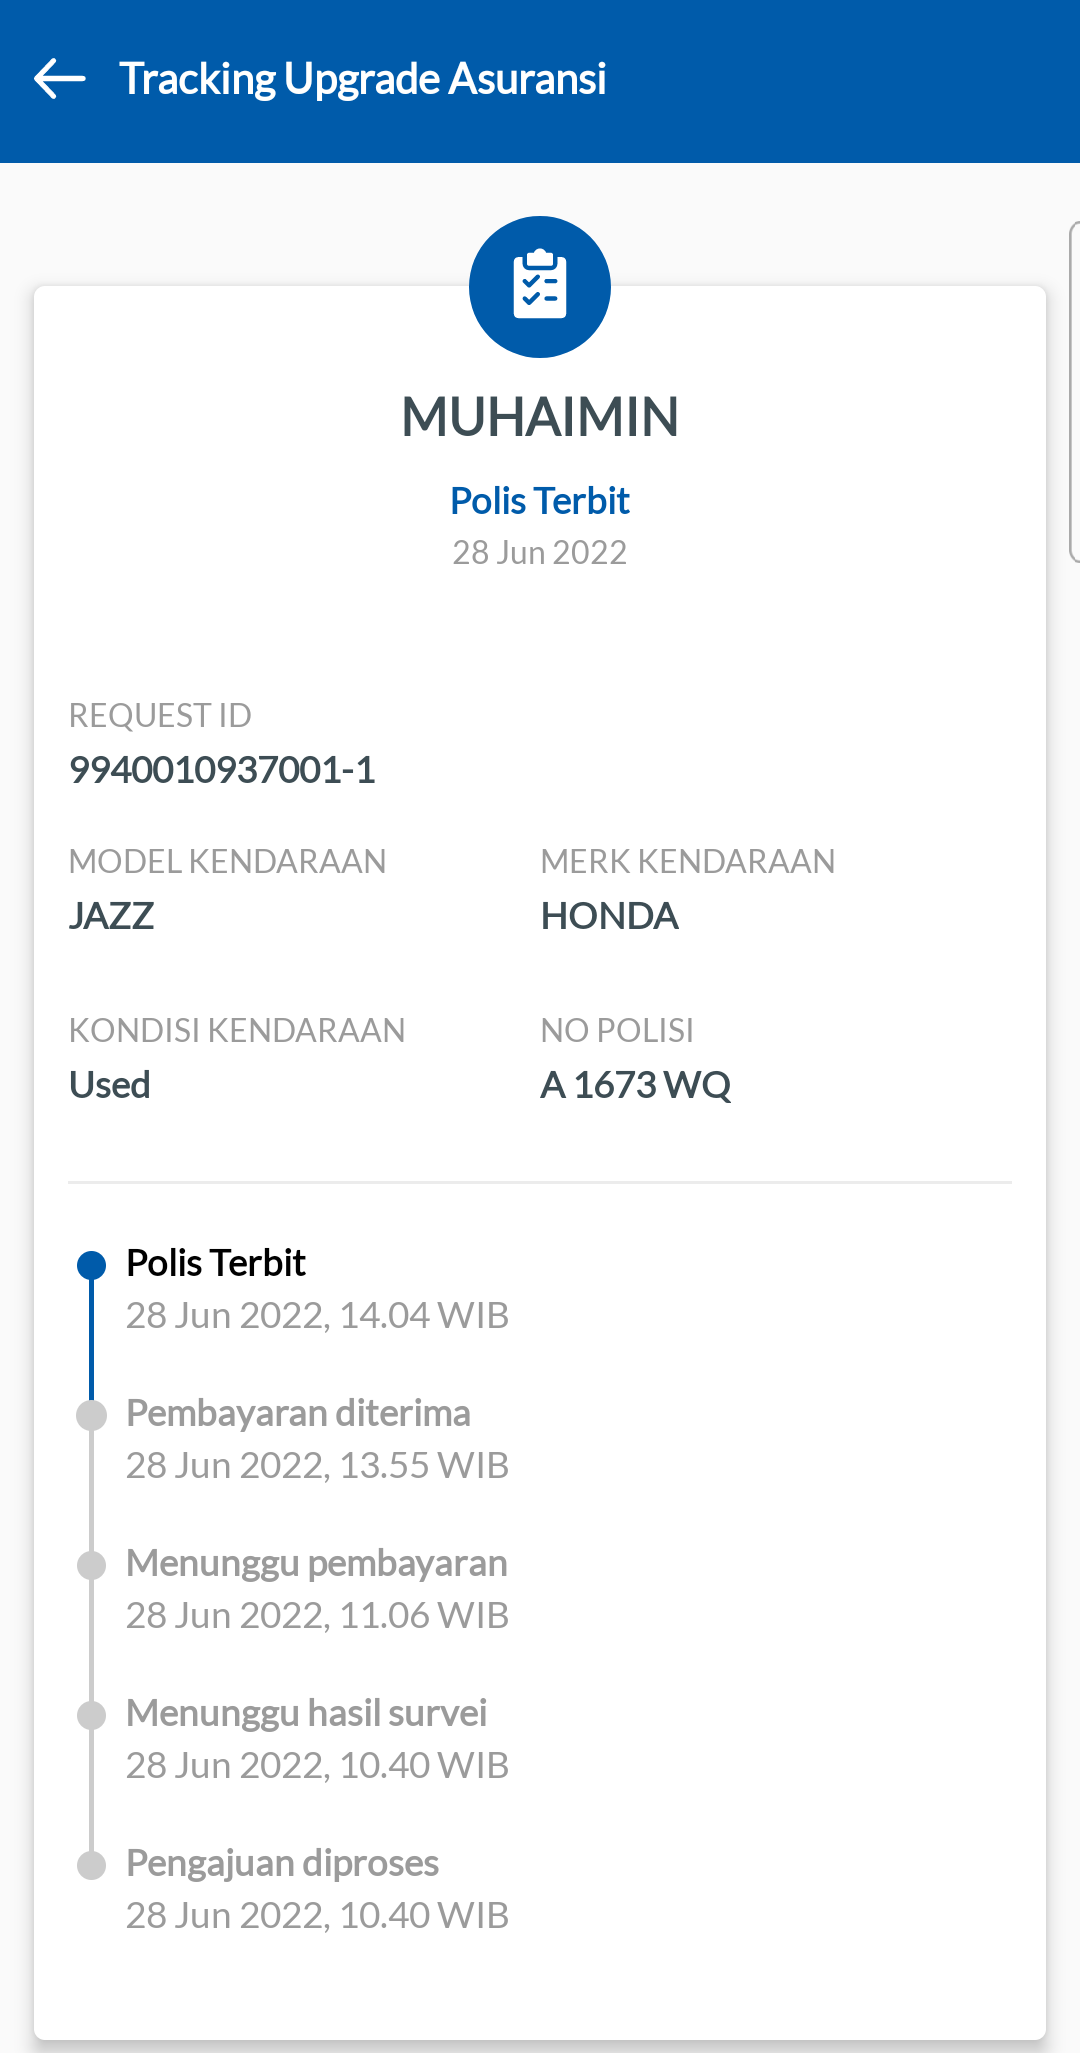 Tracking Upgrade Asuransi
MUHAIMIN
Polis Terbit
28 Jun 2022
REQUEST ID
9940010937001-1
MODEL KENDARAAN
JAZZ
MERK KENDARAAN
HONDA
KONDISI KENDARAAN
Used
NO POLISI
A 1673 WQ
Polis Terbit
28 Jun 2022, 14.04 WIB
Pembayaran diterima
28 Jun 2022, 13.55 WIB
Menunggu pembayaran
28 Jun 2022, 11.06 WIB
Menunggu hasil survei
28 Jun 2022, 10.40 WIB
Pengajuan diproses
28 Jun 2022, 10.40 WIB